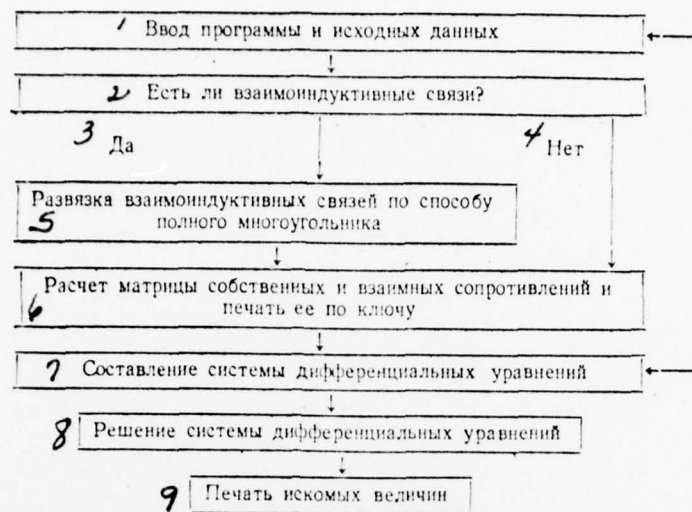 1 Ввод программы и исходных данных
2 Есть ли взаимоиндуктивные связи?
3 Да
4 Нет
Развязка взаимоиндуктивных связей по способу
5 полного многоугольника
Расчет матрицы собственных и взаимных сопротивлений и
6 печать ее по ключу
7 Составление системы дифференциальных уравнений
8 Решение системы дифференциальных уравнений
9 Печать искомых величин